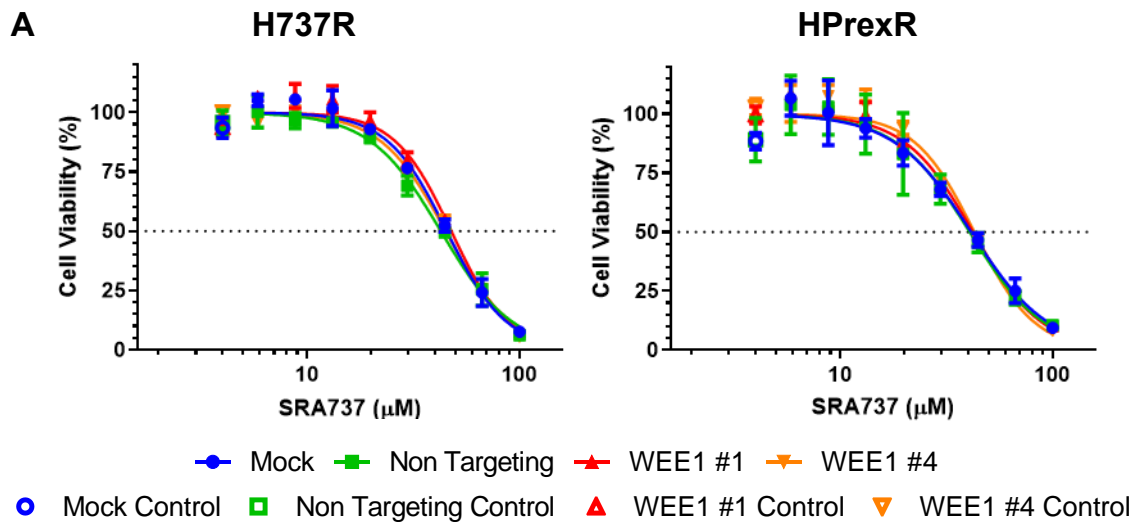 A
H737R
HPrexR
Cell Viability (%)
100
75
50
25
0
10
100
SRA737 (μM)
Cell Viability (%)
100
75
50
25
0
10
100
SRA737 (μM)
Mock Non Targeting WEE1 #1 WEE1 #4
Mock Control Non Targeting Control WEE1 #1 Control WEE1 #4 Control